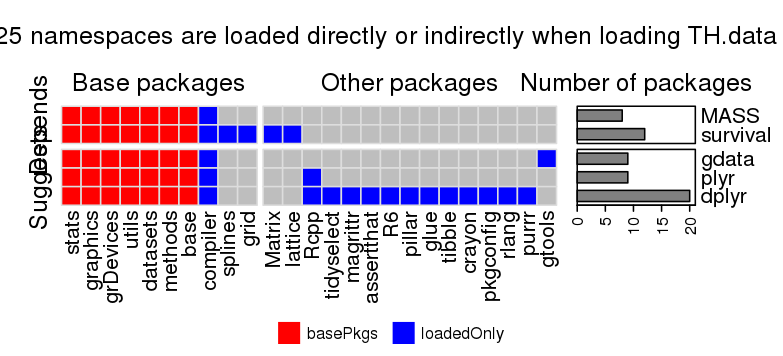 25 namespaces are loaded directly or indirectly when loading TH.data
Base packages
Other packages
Number of packages
Depends
Suggests
MASS
survival
gdata
plyr
dplyr
0
5
10
15
20
stats
graphics
grDevices
utils
datasets
methods
base
compiler
splines
grid
Matrix
lattice
Rcpp
tidyselect
magrittr
assertthat
R6
pillar
glue
tibble
crayon
pkgconfig
rlang
purrr
gtools
basePkgs
loadedOnly